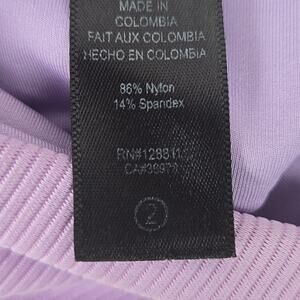 MADE IN
COLOMBIA
FAIT AUX COLOMBIA
HECHO EN COLOMBIA
86% Nylon
14% Spandex
2